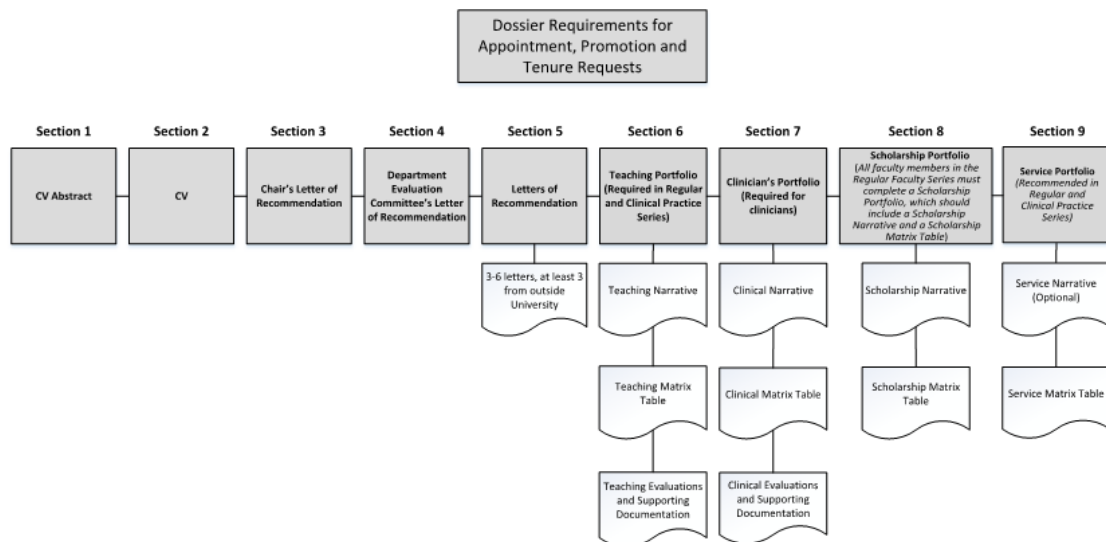 Dossier Requirements for
Appointment, Promotion and
Tenure Requests
Section 1
Section 2
Section 3
Section 4
Section 5
Section 6
Section 7
Section 8
Section 9
CV Abstract
CV
Chair's Letter of
Recommendation
Department
Evaluation
Committee's Letter
of Recommendation
Letters of
Recommendation
Teaching Portfolio
(Required in Regular
and Clinical Practice
Series)
Clinician's Portfolio
(Required for
clinicians)
Scholarship Portfolio
(All faculty members in the
Regular Faculty Series must
complete a Scholarship
Portfolio, which should
include a Scholarship
Narrative and a Scholarship
Matrix Table)
Service Portfolio
(Recommended in
Regular and
Clinical Practice
Series)
3-6 letters, at least 3
from outside
University
Teaching Narrative
Clinical Narrative
Scholarship Narrative
Service Narrative
(Optional)
Teaching Matrix
Table
Clinical Matrix Table
Scholarship Matrix
Table
Service Matrix Table
Teaching Evaluations
and Supporting
Documentation
Clinical Evaluations
and Supporting
Documentation